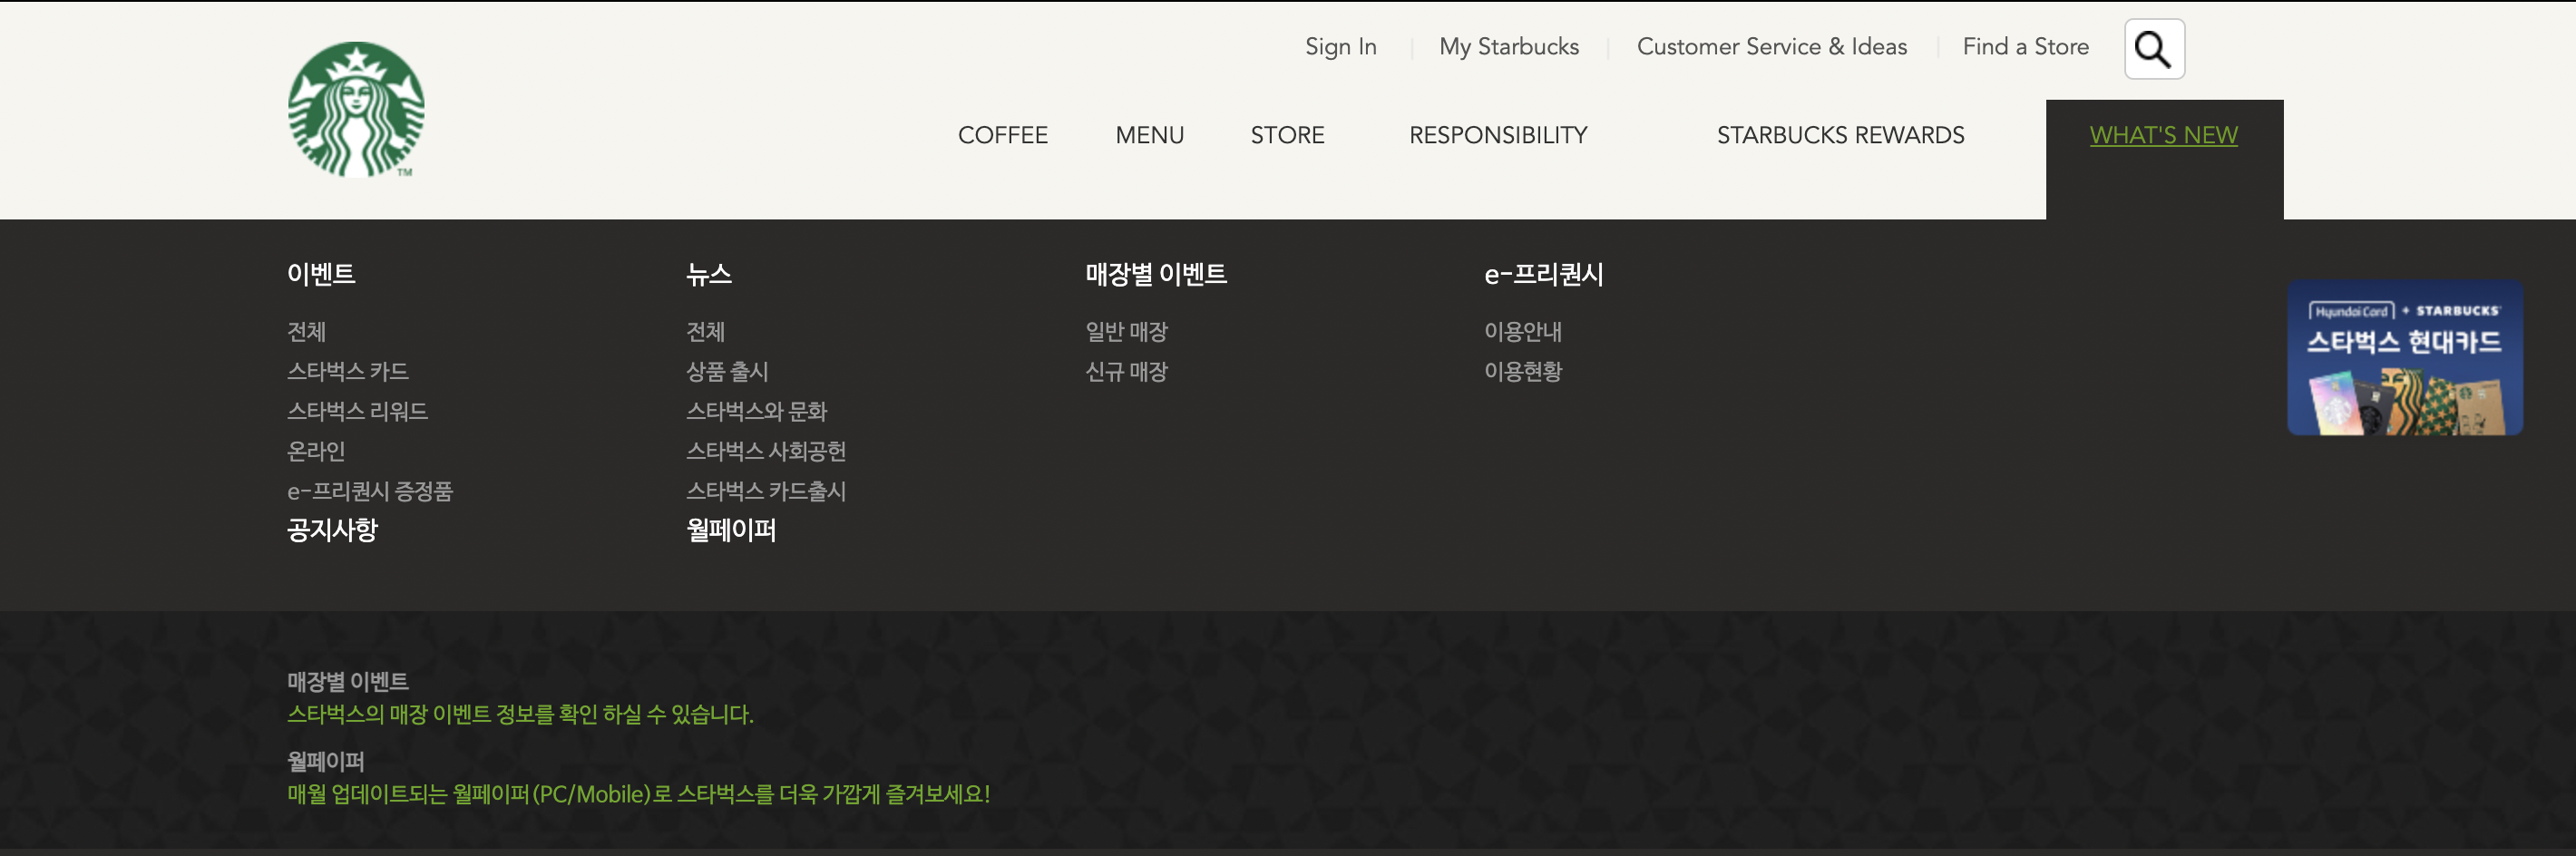 Sign In
My Starbucks
Customer Service & Ideas
Find a Store
TM
COFFEE
MENU
STORE
RESPONSIBILITY
STARBUCKS REWARDS
WHAT'S NEW
이벤트
전체
스타벅스 카드
스타벅스 리워드
온라인
e-프리퀀시 증정품
공지사항
뉴스
전체
상품 출시
스타벅스와 문화
스타벅스 사회공헌
스타벅스 카드출시
월페이퍼
매장별 이벤트
일반 매장
신규 매장
e-프리퀀시
이용안내
이용현황
HyundaiCard + STARBUCKS
스타벅스 현대카드
매장별 이벤트
스타벅스의 매장 이벤트 정보를 확인 하실 수 있습니다.
월페이퍼
매월 업데이트되는 월페이퍼(PC/Mobile)로 스타벅스를 더욱 가깝게 즐겨보세요!